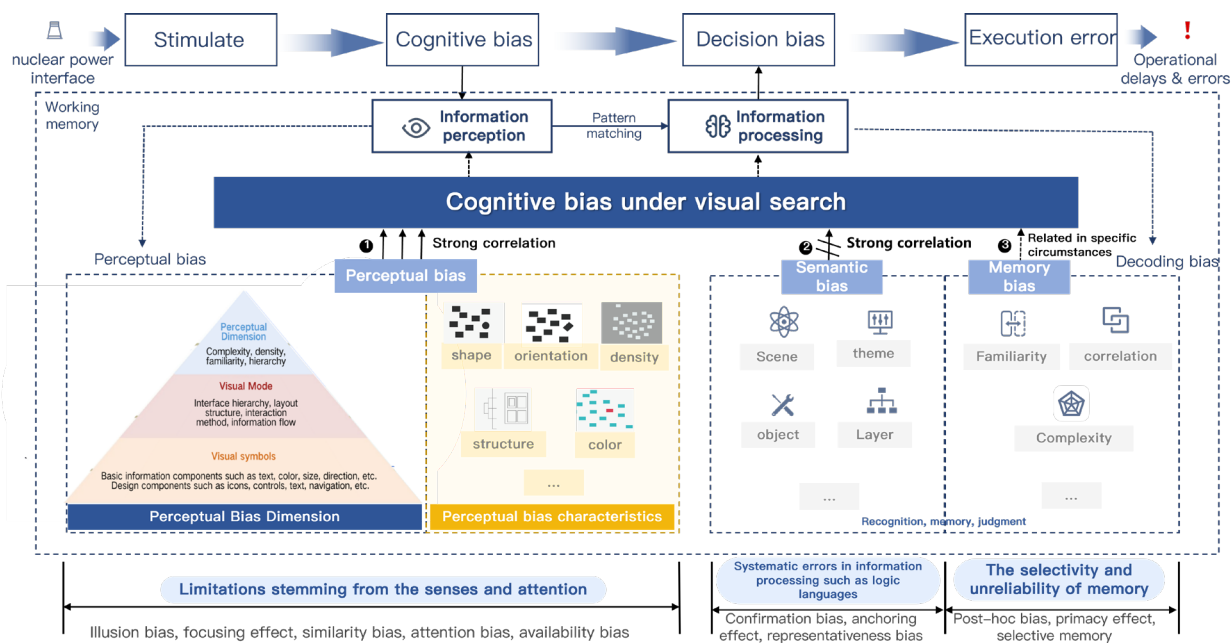 Stimulate
Cognitive bias
Decision bias
Execution error
!
nuclear power
interface
Operational
delays & errors
Working
memory
Information
perception
Pattern
matching
Information
processing
Cognitive bias under visual search
1
Strong correlation
2
Strong correlation
3
Related in specific
circumstances
Perceptual bias
Decoding bias
Perceptual bias
Semantic
bias
Memory
bias
Perceptual
Dimension
Complexity, density,
familiarity, hierarchy
Visual Mode
Interface hierarchy, layout
structure, interaction
method, information flow
Visual symbols
Basic information components such as text, color, size, direction, etc.
Design components such as icons, controls, text, navigation, etc.
Perceptual Bias Dimension
shape
orientation
density
structure
color
...
Perceptual bias characteristics
Scene
theme
object
Layer
...
Familiarity
correlation
Complexity
...
Recognition, memory, judgment
Limitations stemming from the senses and attention
Illusion bias, focusing effect, similarity bias, attention bias, availability bias
Systematic errors in information
processing such as logic
languages
Confirmation bias, anchoring
effect, representativeness bias
The selectivity and
unreliability of memory
Post-hoc bias, primacy effect,
selective memory